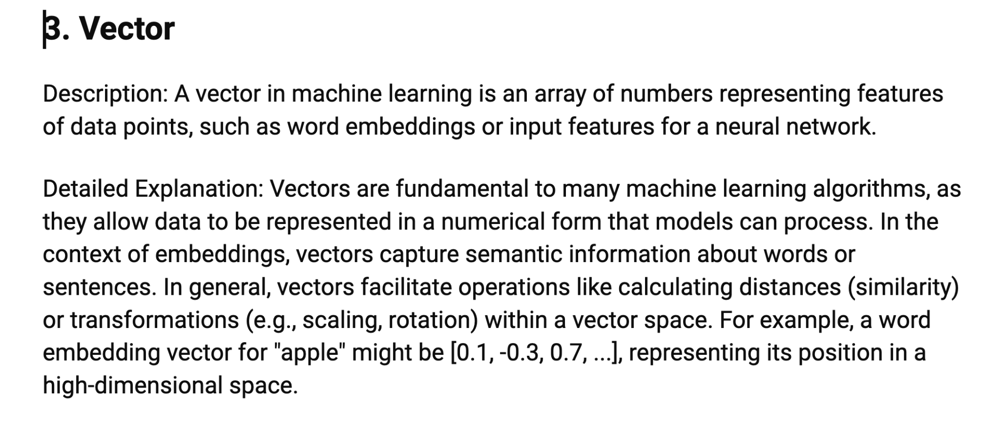 3. Vector
Description: A vector in machine learning is an array of numbers representing features
of data points, such as word embeddings or input features for a neural network.
Detailed Explanation: Vectors are fundamental to many machine learning algorithms, as
they allow data to be represented in a numerical form that models can process. In the
context of embeddings, vectors capture semantic information about words or
sentences. In general, vectors facilitate operations like calculating distances (similarity)
or transformations (e.g., scaling, rotation) within a vector space. For example, a word
embedding vector for "apple" might be [0.1, -0.3, 0.7, ...], representing its position in a
high-dimensional space.